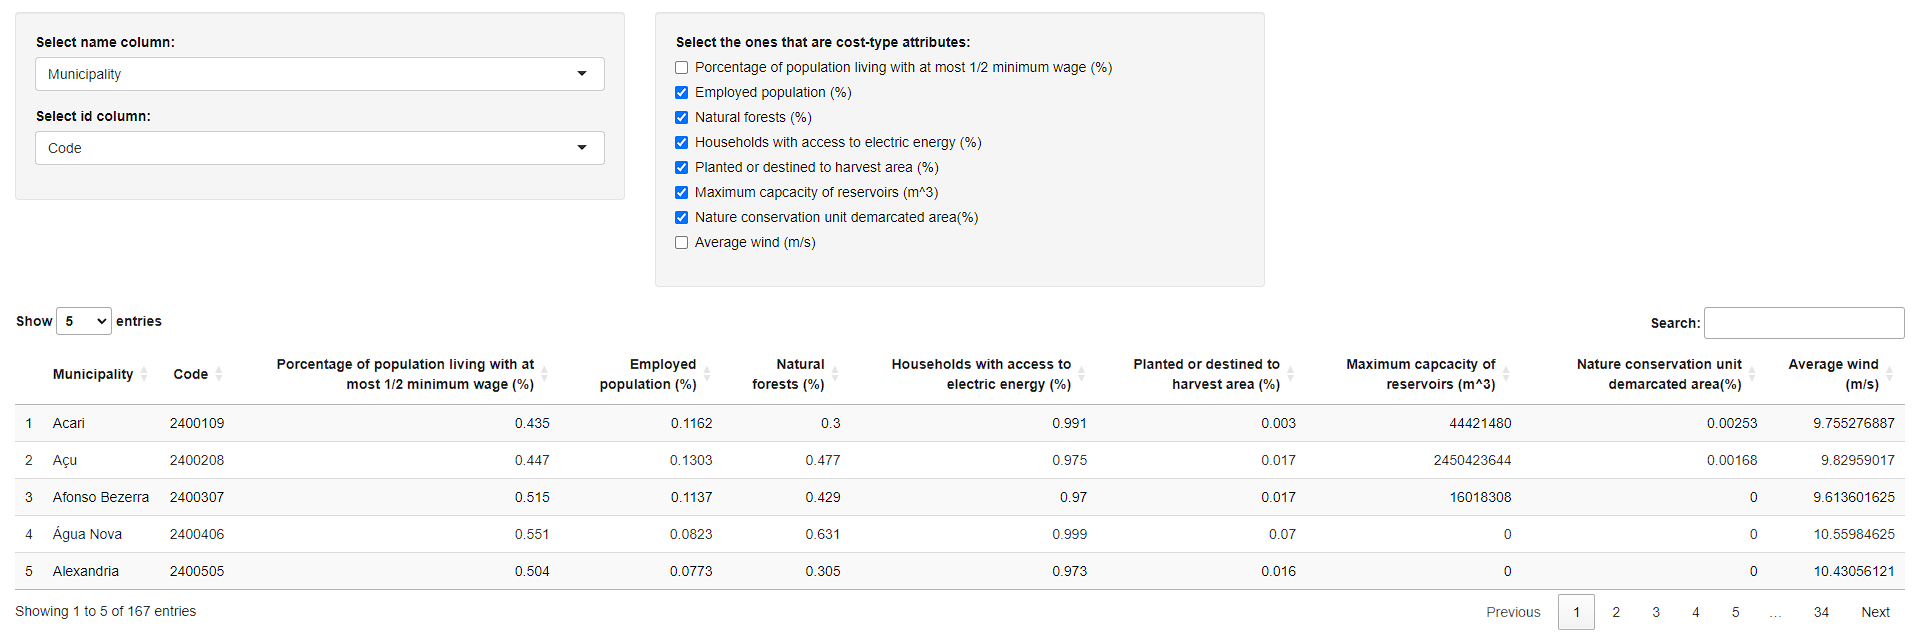 Select name column:
Municipality
Select id column:
Code
Select the ones that are cost-type attributes:
Porcentage of population living with at most 1/2 minimum wage (%)
Employed population (%)
Natural forests (%)
Households with access to electric energy (%)
Planted or destined to harvest area (%)
Maximum capcacity of reservoirs (m^3)
Nature conservation unit demarcated area(%)
Average wind (m/s)
Show 5 entries
Search:
Municipality Code Porcentage of population living with at most 1/2 minimum wage (%) Employed population (%) Natural forests (%) Households with access to electric energy (%) Planted or destined to harvest area (%) Maximum capcacity of reservoirs (m^3) Nature conservation unit demarcated area(%) Average wind (m/s)
1 Acari 2400109 0.435 0.1162 0.3 0.991 0.003 44421480 0.00253 9.755276887
2 Açu 2400208 0.447 0.1303 0.477 0.975 0.017 2450423644 0.00168 9.82959017
3 Afonso Bezerra 2400307 0.515 0.1137 0.429 0.97 0.017 16018308 0 9.613601625
4 Água Nova 2400406 0.551 0.0823 0.631 0.999 0.07 0 0 10.55984625
5 Alexandria 2400505 0.504 0.0773 0.305 0.973 0.016 0 0 10.43056121
Showing 1 to 5 of 167 entries
Previous 1 2 3 4 5 … 34 Next